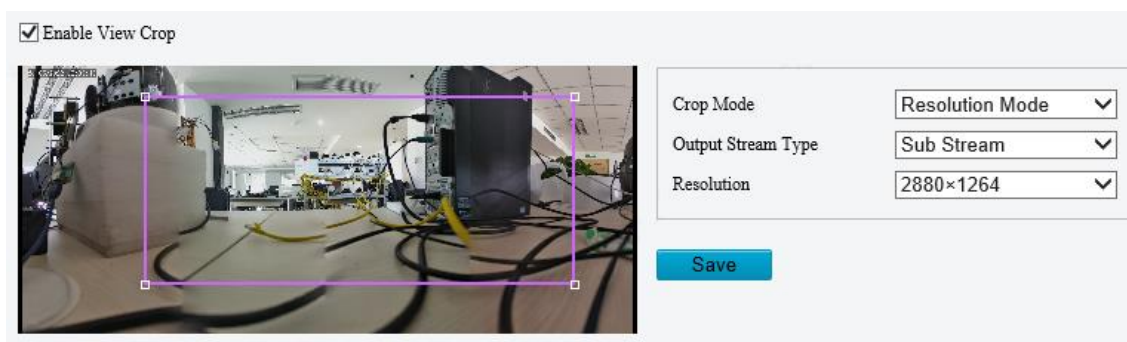 Enable View Crop
Crop Mode Resolution Mode
Output Stream Type Sub Stream
Resolution 2880×1264
Save